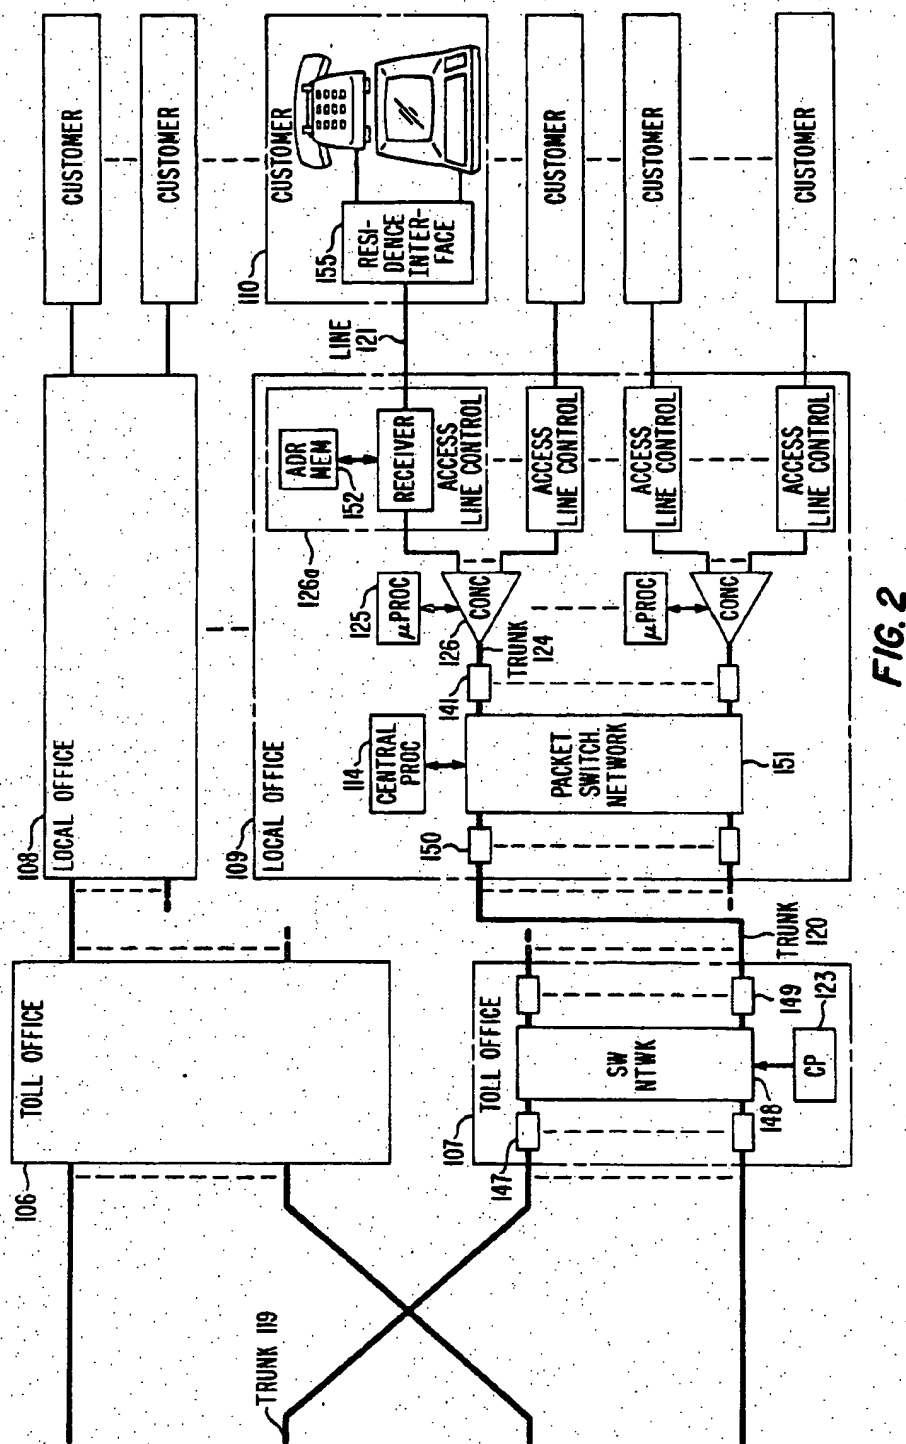 CUSTOMER
CUSTOMER
CUSTOMER
110
155
RESI-
DENCE
INTER-
FACE
CUSTOMER
CUSTOMER
CUSTOMER
LINE
121
108
LOCAL OFFICE
109
LOCAL OFFICE
126a
ADR
MEM
152
RECEIVER
ACCESS
LINE CONTROL
ACCESS
LINE CONTROL
ACCESS
LINE CONTROL
ACCESS
LINE CONTROL
125
μPROC
126
CONC
μPROC
CONC
TRUNK
124
141
114
CENTRAL
PROC
PACKET
SWITCH.
NETWORK
151
150
TRUNK
120
106
TOLL OFFICE
107
TOLL OFFICE
149
123
SW
NTWK
CP
148
147
TRUNK 119
FIG. 2